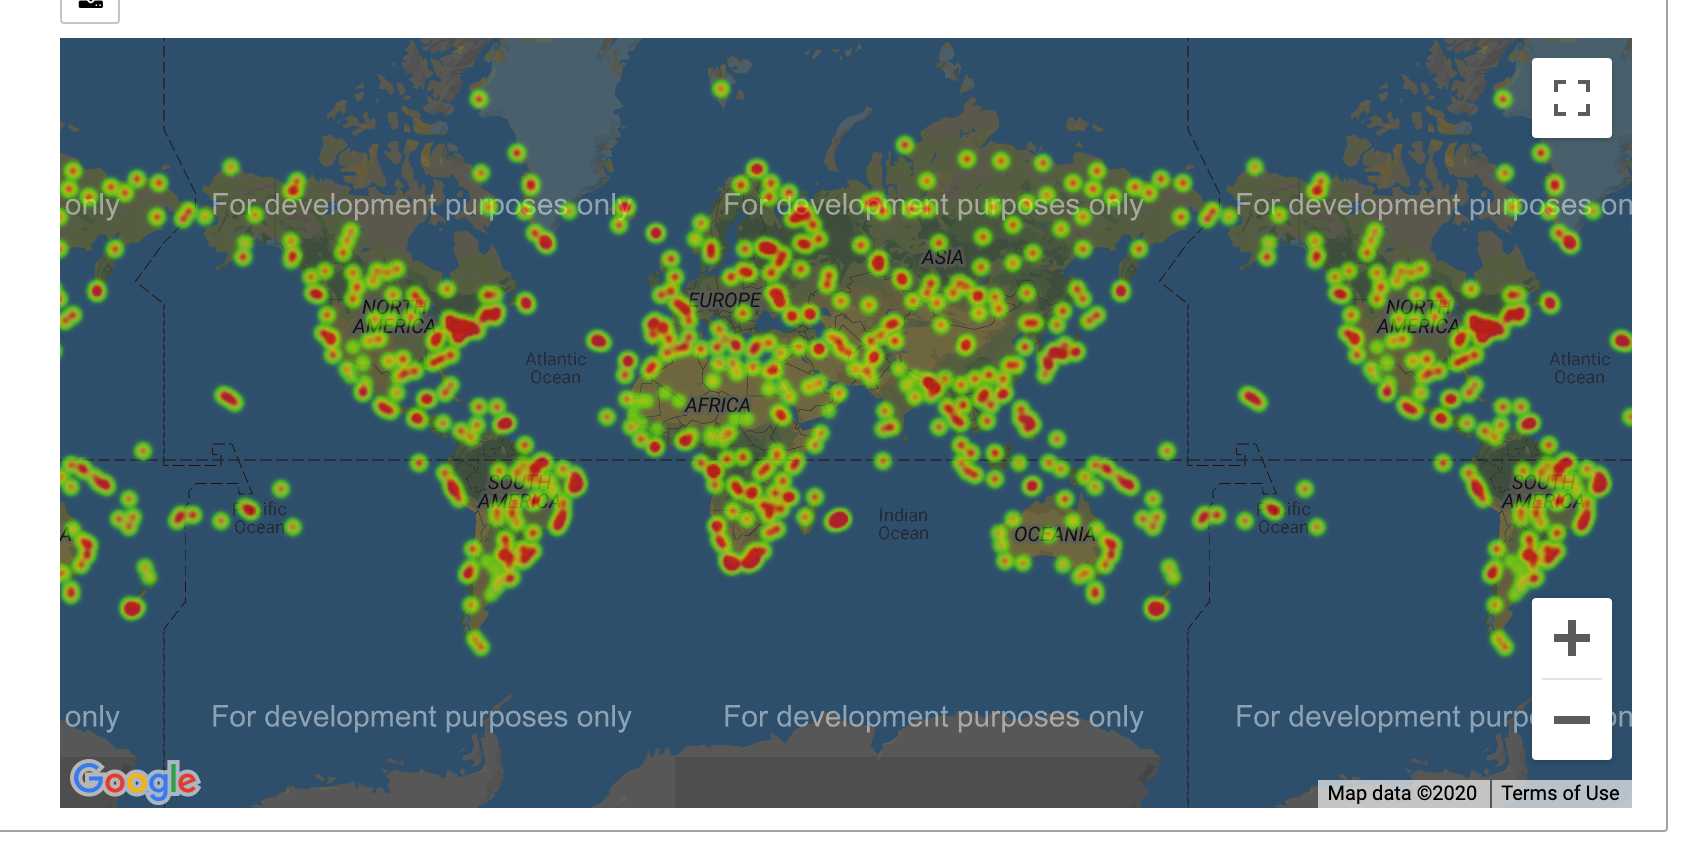 only
For development purposes only
For development purposes only
For development purposes on
ASIA
EUROPE
NORTH
AMERICA
NORTH
AMERICA
Atlantic
Ocean
Atlantic
Ocean
AFRICA
SOUTH
AMERICA
SOUTH
AMERICA
Pacific
Ocean
Indian
Ocean
Pacific
Ocean
A
OCEANIA
only
For development purposes only
For development purposes only
For development purpo
on
Google
Map data ©2020
Terms of Use